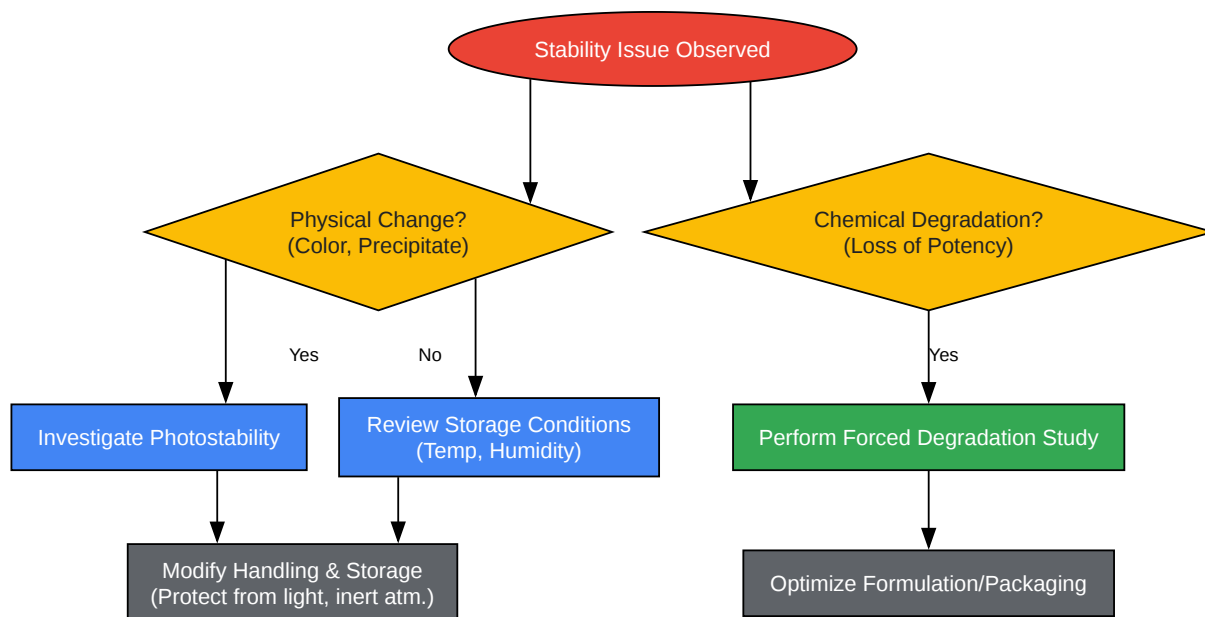 Stability Issue Observed
Physical Change?
(Color, Precipitate)
Chemical Degradation?
(Loss of Potency)
Yes
No
Yes
Investigate Photostability
Review Storage Conditions
(Temp, Humidity)
Perform Forced Degradation Study
Modify Handling & Storage
(Protect from light, inert atm.)
Optimize Formulation/Packaging